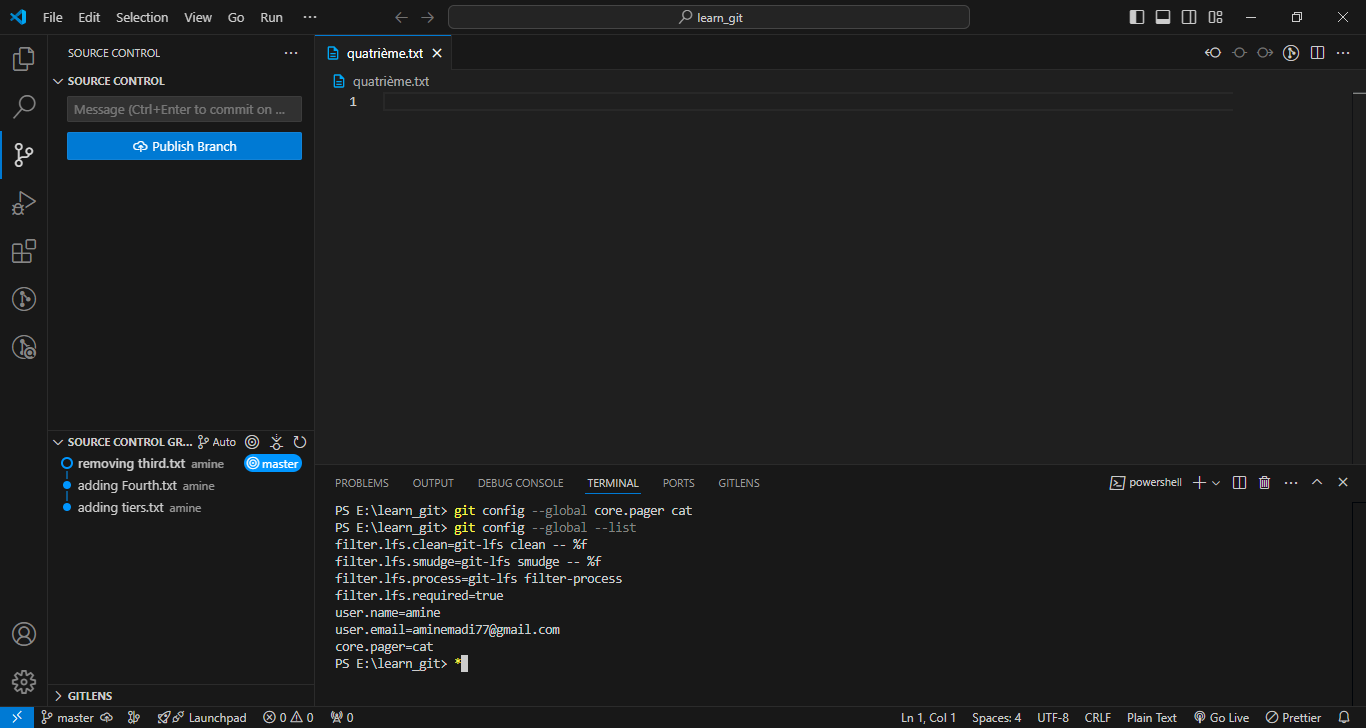 File Edit Selection View Go Run ···
learn_git
SOURCE CONTROL ···
SOURCE CONTROL
Message (Ctrl+Enter to commit on ...
Publish Branch
SOURCE CONTROL GR... Auto
removing third.txt amine master
adding Fourth.txt amine
adding tiers.txt amine
GITLENS
quatrième.txt
quatrième.txt
1
PROBLEMS OUTPUT DEBUG CONSOLE TERMINAL PORTS GITLENS
powershell
PS E:\learn_git> git config --global core.pager cat
PS E:\learn_git> git config --global --list
filter.lfs.clean=git-lfs clean -- %f
filter.lfs.smudge=git-lfs smudge -- %f
filter.lfs.process=git-lfs filter-process
filter.lfs.required=true
user.name=amine
user.email=aminemadi77@gmail.com
core.pager=cat
PS E:\learn_git> *
master Launchpad 0 0 0 Ln 1, Col 1 Spaces: 4 UTF-8 CRLF Plain Text Go Live Prettier